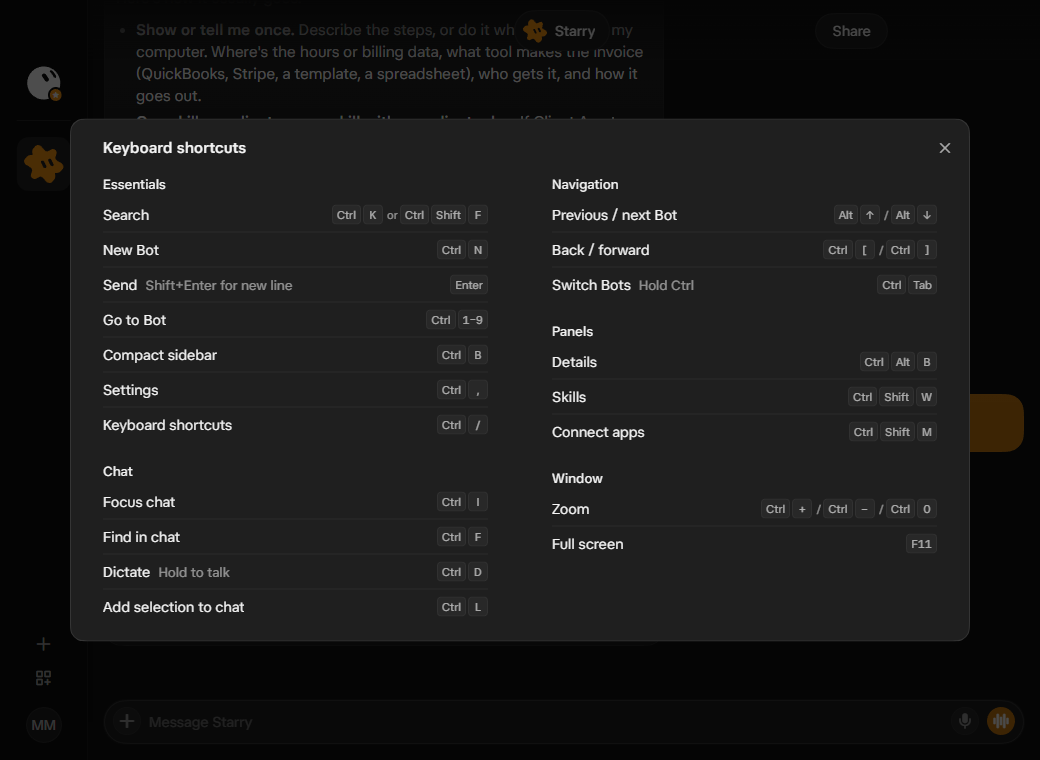 Show or tell me once. Describe the steps, or do it wh
my
Starry
Share
computer. Where's the hours or billing data, what tool makes the invoice
(QuickBooks, Stripe, a template, a spreadsheet), who gets it, and how it
goes out.
Keyboard shortcuts
Essentials
Search Ctrl K or Ctrl Shift F
New Bot Ctrl N
Send Shift+Enter for new line Enter
Go to Bot Ctrl 1-9
Compact sidebar Ctrl B
Settings Ctrl ,
Keyboard shortcuts Ctrl /
Chat
Focus chat Ctrl I
Find in chat Ctrl F
Dictate Hold to talk Ctrl D
Add selection to chat Ctrl L
Navigation
Previous / next Bot Alt ↑ / Alt ↓
Back / forward Ctrl [ / Ctrl ]
Switch Bots Hold Ctrl Ctrl Tab
Panels
Details Ctrl Alt B
Skills Ctrl Shift W
Connect apps Ctrl Shift M
Window
Zoom Ctrl + / Ctrl − / Ctrl 0
Full screen F11
MM
Message Starry